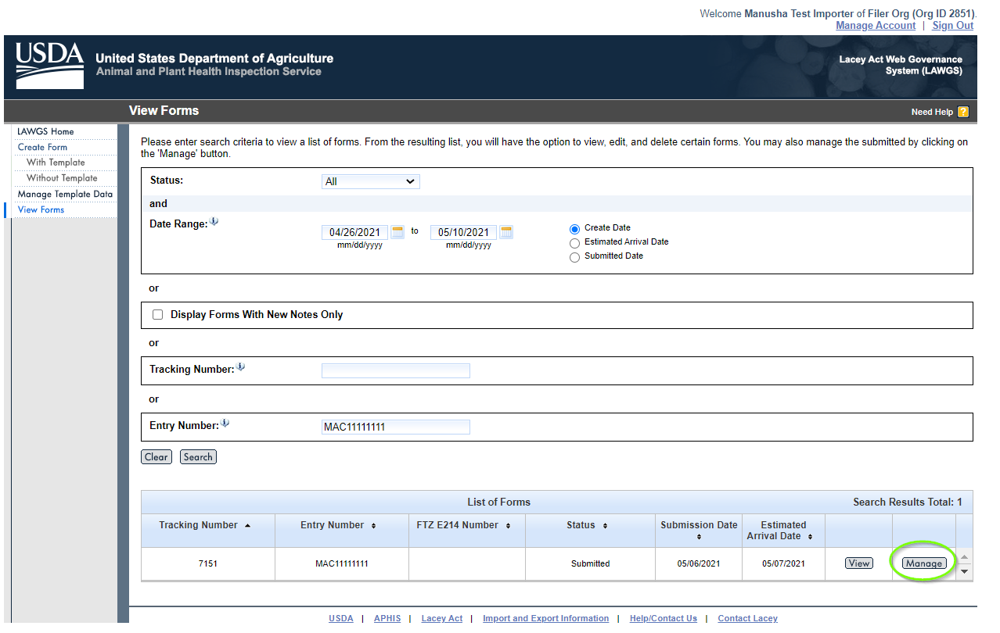 Welcome Manusha Test Importer of Filer Org (Org ID 2851).
Manage Account | Sign Out
USDA
United States Department of Agriculture
Animal and Plant Health Inspection Service
Lacey Act Web Governance
System (LAWGS)
View Forms
Need Help ?
LAWGS Home
Create Form
With Template
Without Template
Manage Template Data
View Forms
Please enter search criteria to view a list of forms. From the resulting list, you will have the option to view, edit, and delete certain forms. You may also manage the submitted by clicking on
the 'Manage' button.
Status: All
and
Date Range: 04/26/2021 to 05/10/2021
mm/dd/yyyy mm/dd/yyyy
Create Date
Estimated Arrival Date
Submitted Date
or
Display Forms With New Notes Only
or
Tracking Number:
or
Entry Number: MAC11111111
Clear Search
List of Forms Search Results Total: 1
Tracking Number Entry Number FTZ E214 Number Status Submission Date Estimated
Arrival Date
7151 MAC11111111 Submitted 05/06/2021 05/07/2021 View Manage
USDA | APHIS | Lacey Act | Import and Export Information | Help/Contact Us | Contact Lacey